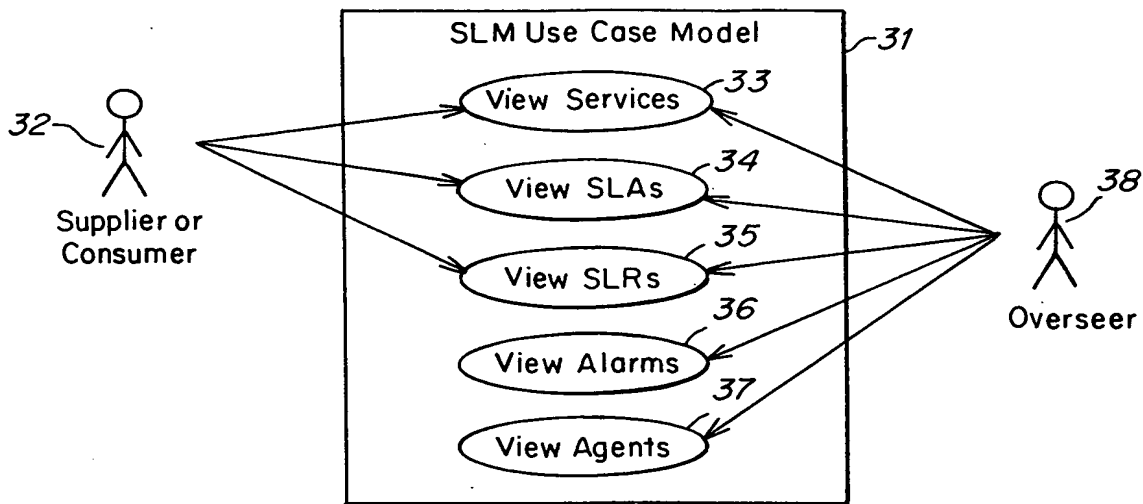 SLM Use Case Model
31
View Services
33
32
Supplier or
Consumer
View SLAs
34
View SLRs
35
38
Overseer
View Alarms
36
View Agents
37